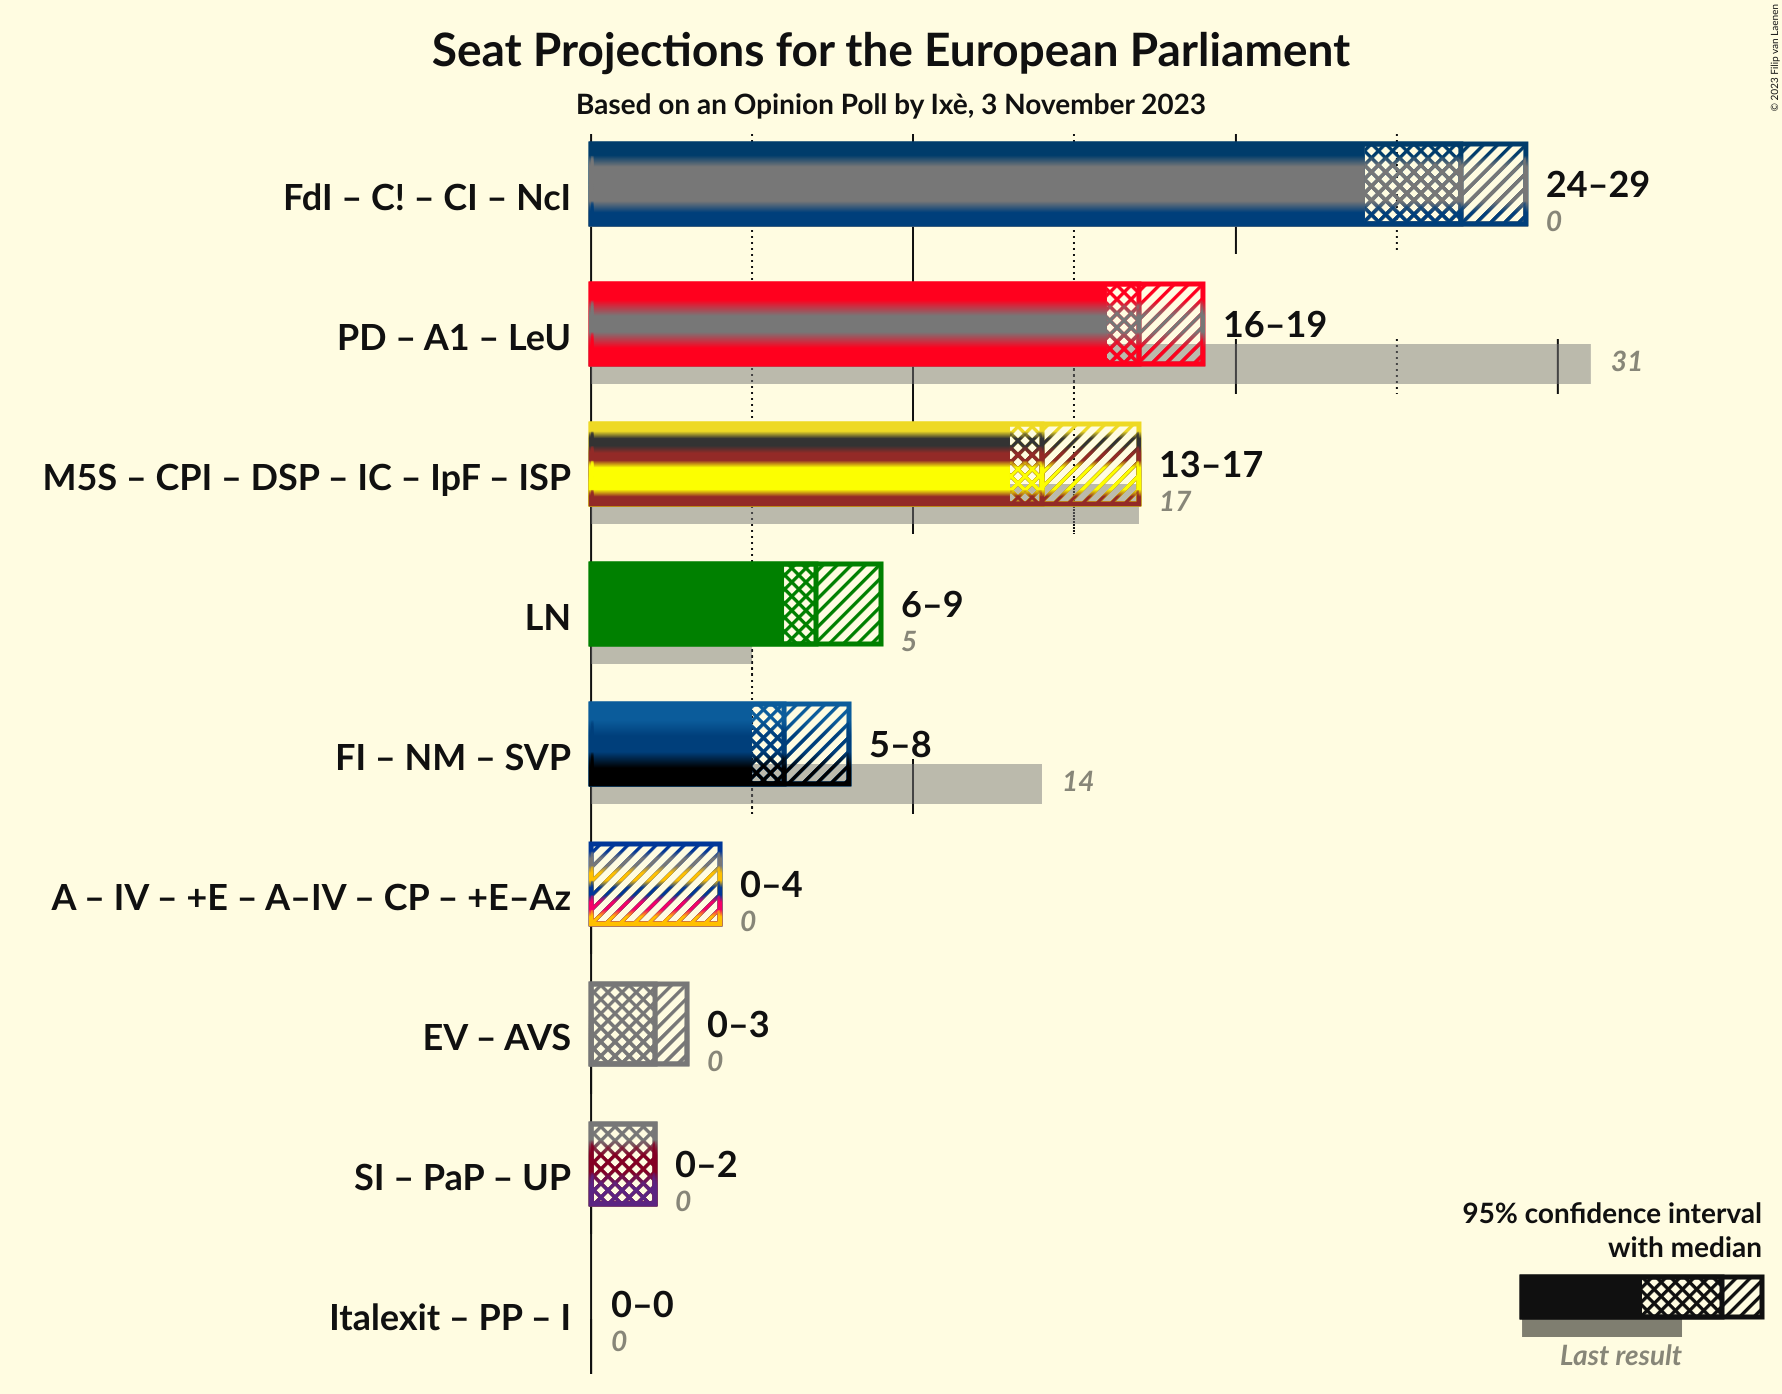 Seat Projections for the European Parliament
Based on an Opinion Poll by Ixè, 3 November 2023
© 2023 Filip van Laenen
FdI – C! – CI – NcI
24–29
0
PD – A1 – LeU
16–19
31
M5S – CPI – DSP – IC – IpF – ISP
13–17
17
LN
6–9
5
FI – NM – SVP
5–8
14
A – IV – +E – A–IV – CP – +E–Az
0–4
0
EV – AVS
0–3
0
SI – PaP – UP
0–2
0
Italexit – PP – I
0–0
0
95% confidence interval
with median
Last result